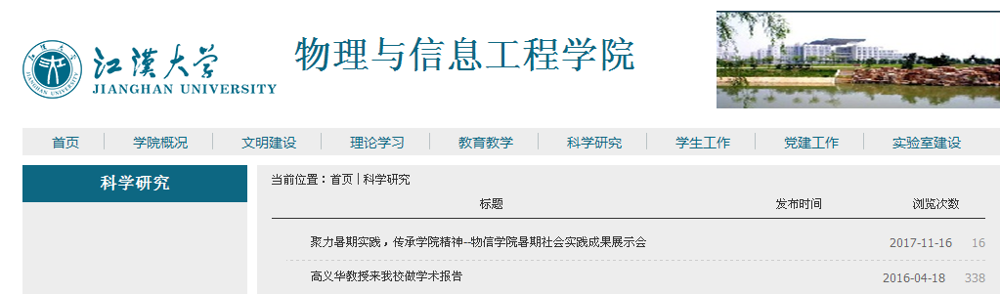 江漢大学
JIANGHAN UNIVERSITY
物理与信息工程学院
首页 学院概况 文明建设 理论学习 教育教学 科学研究 学生工作 党建工作 实验室建设
科学研究
当前位置：首页 | 科学研究
标题 发布时间 浏览次数
聚力暑期实践，传承学院精神--物信学院暑期社会实践成果展示会 2017-11-16 16
高义华教授来我校做学术报告 2016-04-18 338